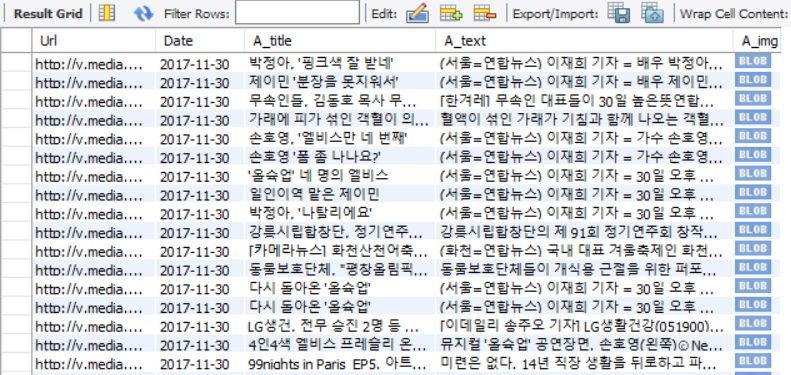 Result Grid Filter Rows: Edit: Export/Import: Wrap Cell Content:
Url Date A_title A_text A_img
http://v.media.... 2017-11-30 박정아, '핑크색 잘 받네' (서울=연합뉴스) 이재희 기자 = 배우 박정아... BLOB
http://v.media.... 2017-11-30 제이민 '분장을 못지워서' (서울=연합뉴스) 이재희 기자 = 배우 제이민... BLOB
http://v.media.... 2017-11-30 무속인들, 김동호 목사 무... [한겨레] 무속인 대표들이 30일 높은뜻연합... BLOB
http://v.media.... 2017-11-30 가래에 피가 섞인 객혈이 의... 혈액이 섞인 가래가 기침과 함께 나오는 객혈... BLOB
http://v.media.... 2017-11-30 손호영, '엘비스만 네 번째' (서울=연합뉴스) 이재희 기자 = 가수 손호영... BLOB
http://v.media.... 2017-11-30 손호영 '폼 좀 나나요?' (서울=연합뉴스) 이재희 기자 = 가수 손호영... BLOB
http://v.media.... 2017-11-30 '올슉업' 네 명의 엘비스 (서울=연합뉴스) 이재희 기자 = 30일 오후 ... BLOB
http://v.media.... 2017-11-30 일인이역 맡은 제이민 (서울=연합뉴스) 이재희 기자 = 30일 오후 ... BLOB
http://v.media.... 2017-11-30 박정아, '나탈리에요' (서울=연합뉴스) 이재희 기자 = 30일 오후 ... BLOB
http://v.media.... 2017-11-30 강릉시립합창단, 정기연주... 강릉시립합창단의 제 91회 정기연주회 창작... BLOB
http://v.media.... 2017-11-30 [카메라뉴스] 화천산천어축... (화천=연합뉴스) 국내 대표 겨울축제인 화천... BLOB
http://v.media.... 2017-11-30 동물보호단체, "평창올림픽... 동물보호단체들이 개식용 근절을 위한 퍼포... BLOB
http://v.media.... 2017-11-30 다시 돌아온 '올슉업' (서울=연합뉴스) 이재희 기자 = 30일 오후 ... BLOB
http://v.media.... 2017-11-30 다시 돌아온 '올슉업' (서울=연합뉴스) 이재희 기자 = 30일 오후 ... BLOB
http://v.media.... 2017-11-30 LG생건, 전무 승진 2명 등 ... [이데일리 송주오 기자] LG생활건강(051900)... BLOB
http://v.media.... 2017-11-30 4인4색 엘비스 프레슬리 온... 뮤지컬 '올슉업' 공연장면. 손호영(왼쪽)© Ne... BLOB
http://v.media.... 2017-11-30 99nights in Paris EP5. 아트... 미련은 없다, 14년 직장 생활을 뒤로하고 파... BLOB